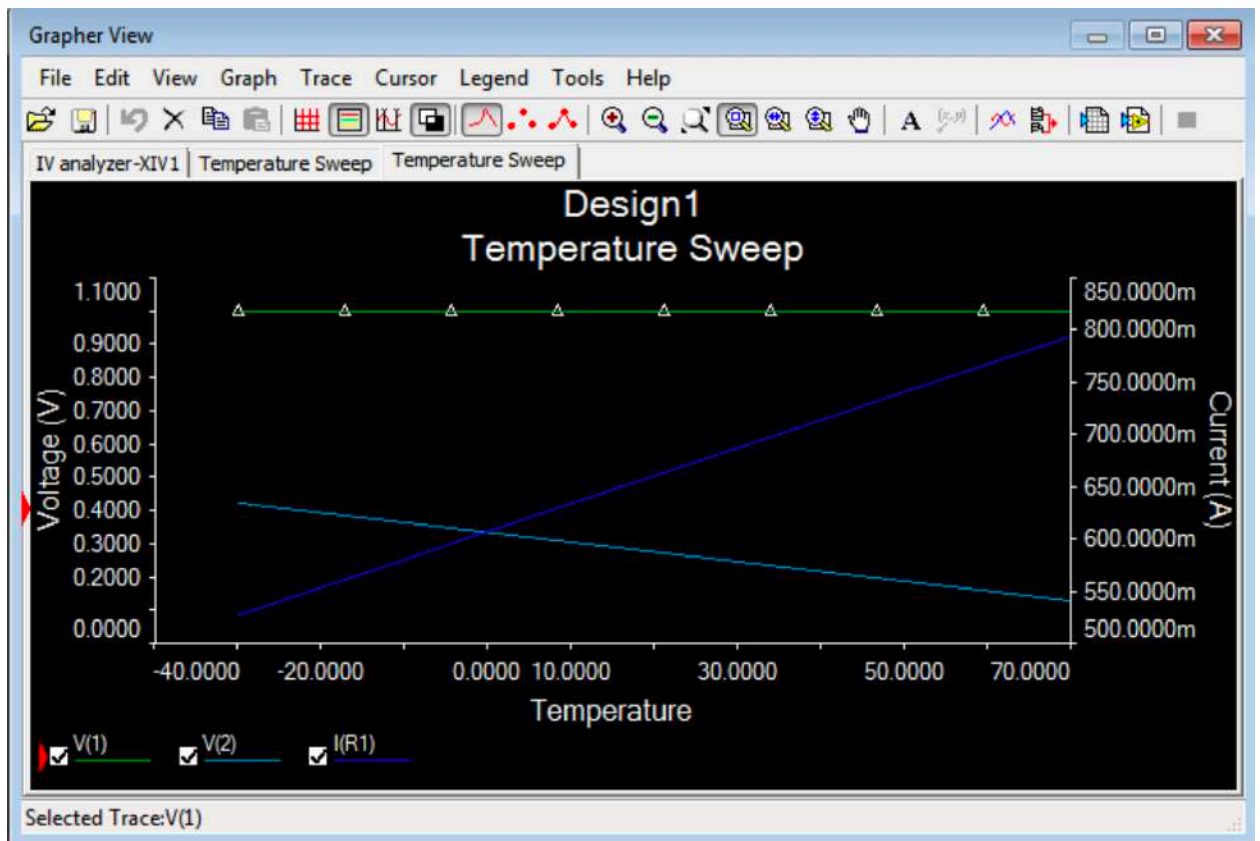 Grapher View
File Edit View Graph Trace Cursor Legend Tools Help
A (x,y)
IV analyzer-XIV1 Temperature Sweep Temperature Sweep
Design1
Temperature Sweep
1.1000
0.9000
0.8000
0.7000
0.6000
0.5000
0.4000
0.3000
0.2000
0.0000
Voltage (V)
850.0000m
800.0000m
750.0000m
700.0000m
650.0000m
600.0000m
550.0000m
500.0000m
Current (A)
-40.0000 -20.0000 0.0000 10.0000 30.0000 50.0000 70.0000
Temperature
V(1) V(2) I(R1)
Selected Trace:V(1)